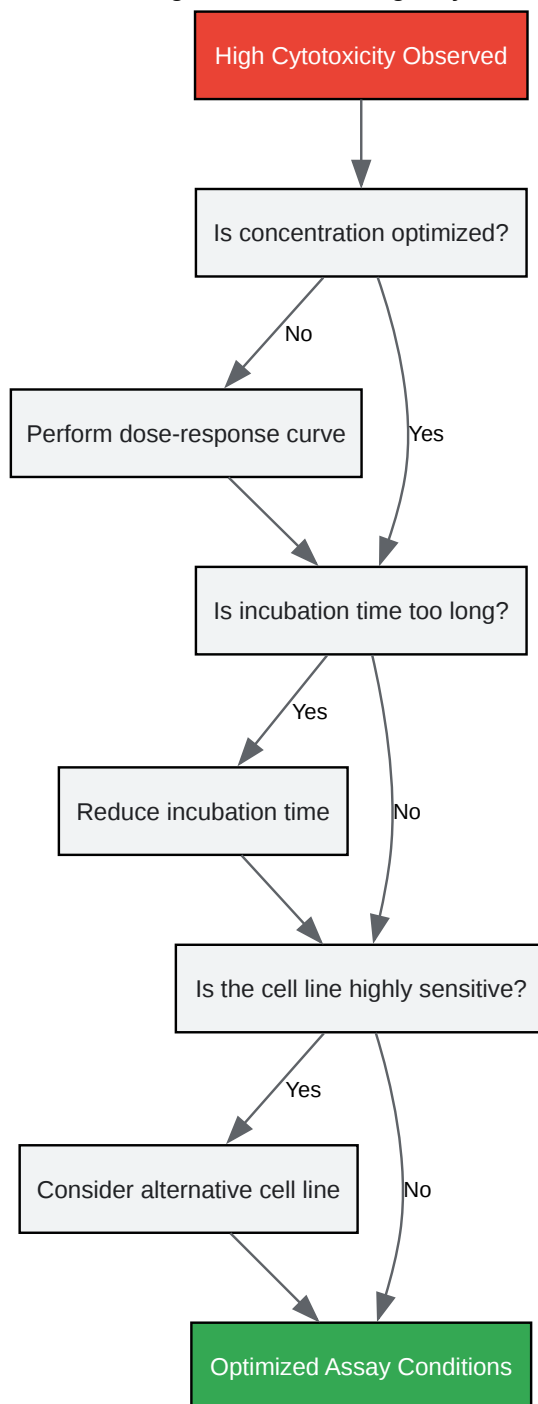 High Cytotoxicity Observed
Is concentration optimized?
No
Perform dose-response curve
Yes
Is incubation time too long?
Yes
Reduce incubation time
No
Is the cell line highly sensitive?
Yes
Consider alternative cell line
No
Optimized Assay Conditions